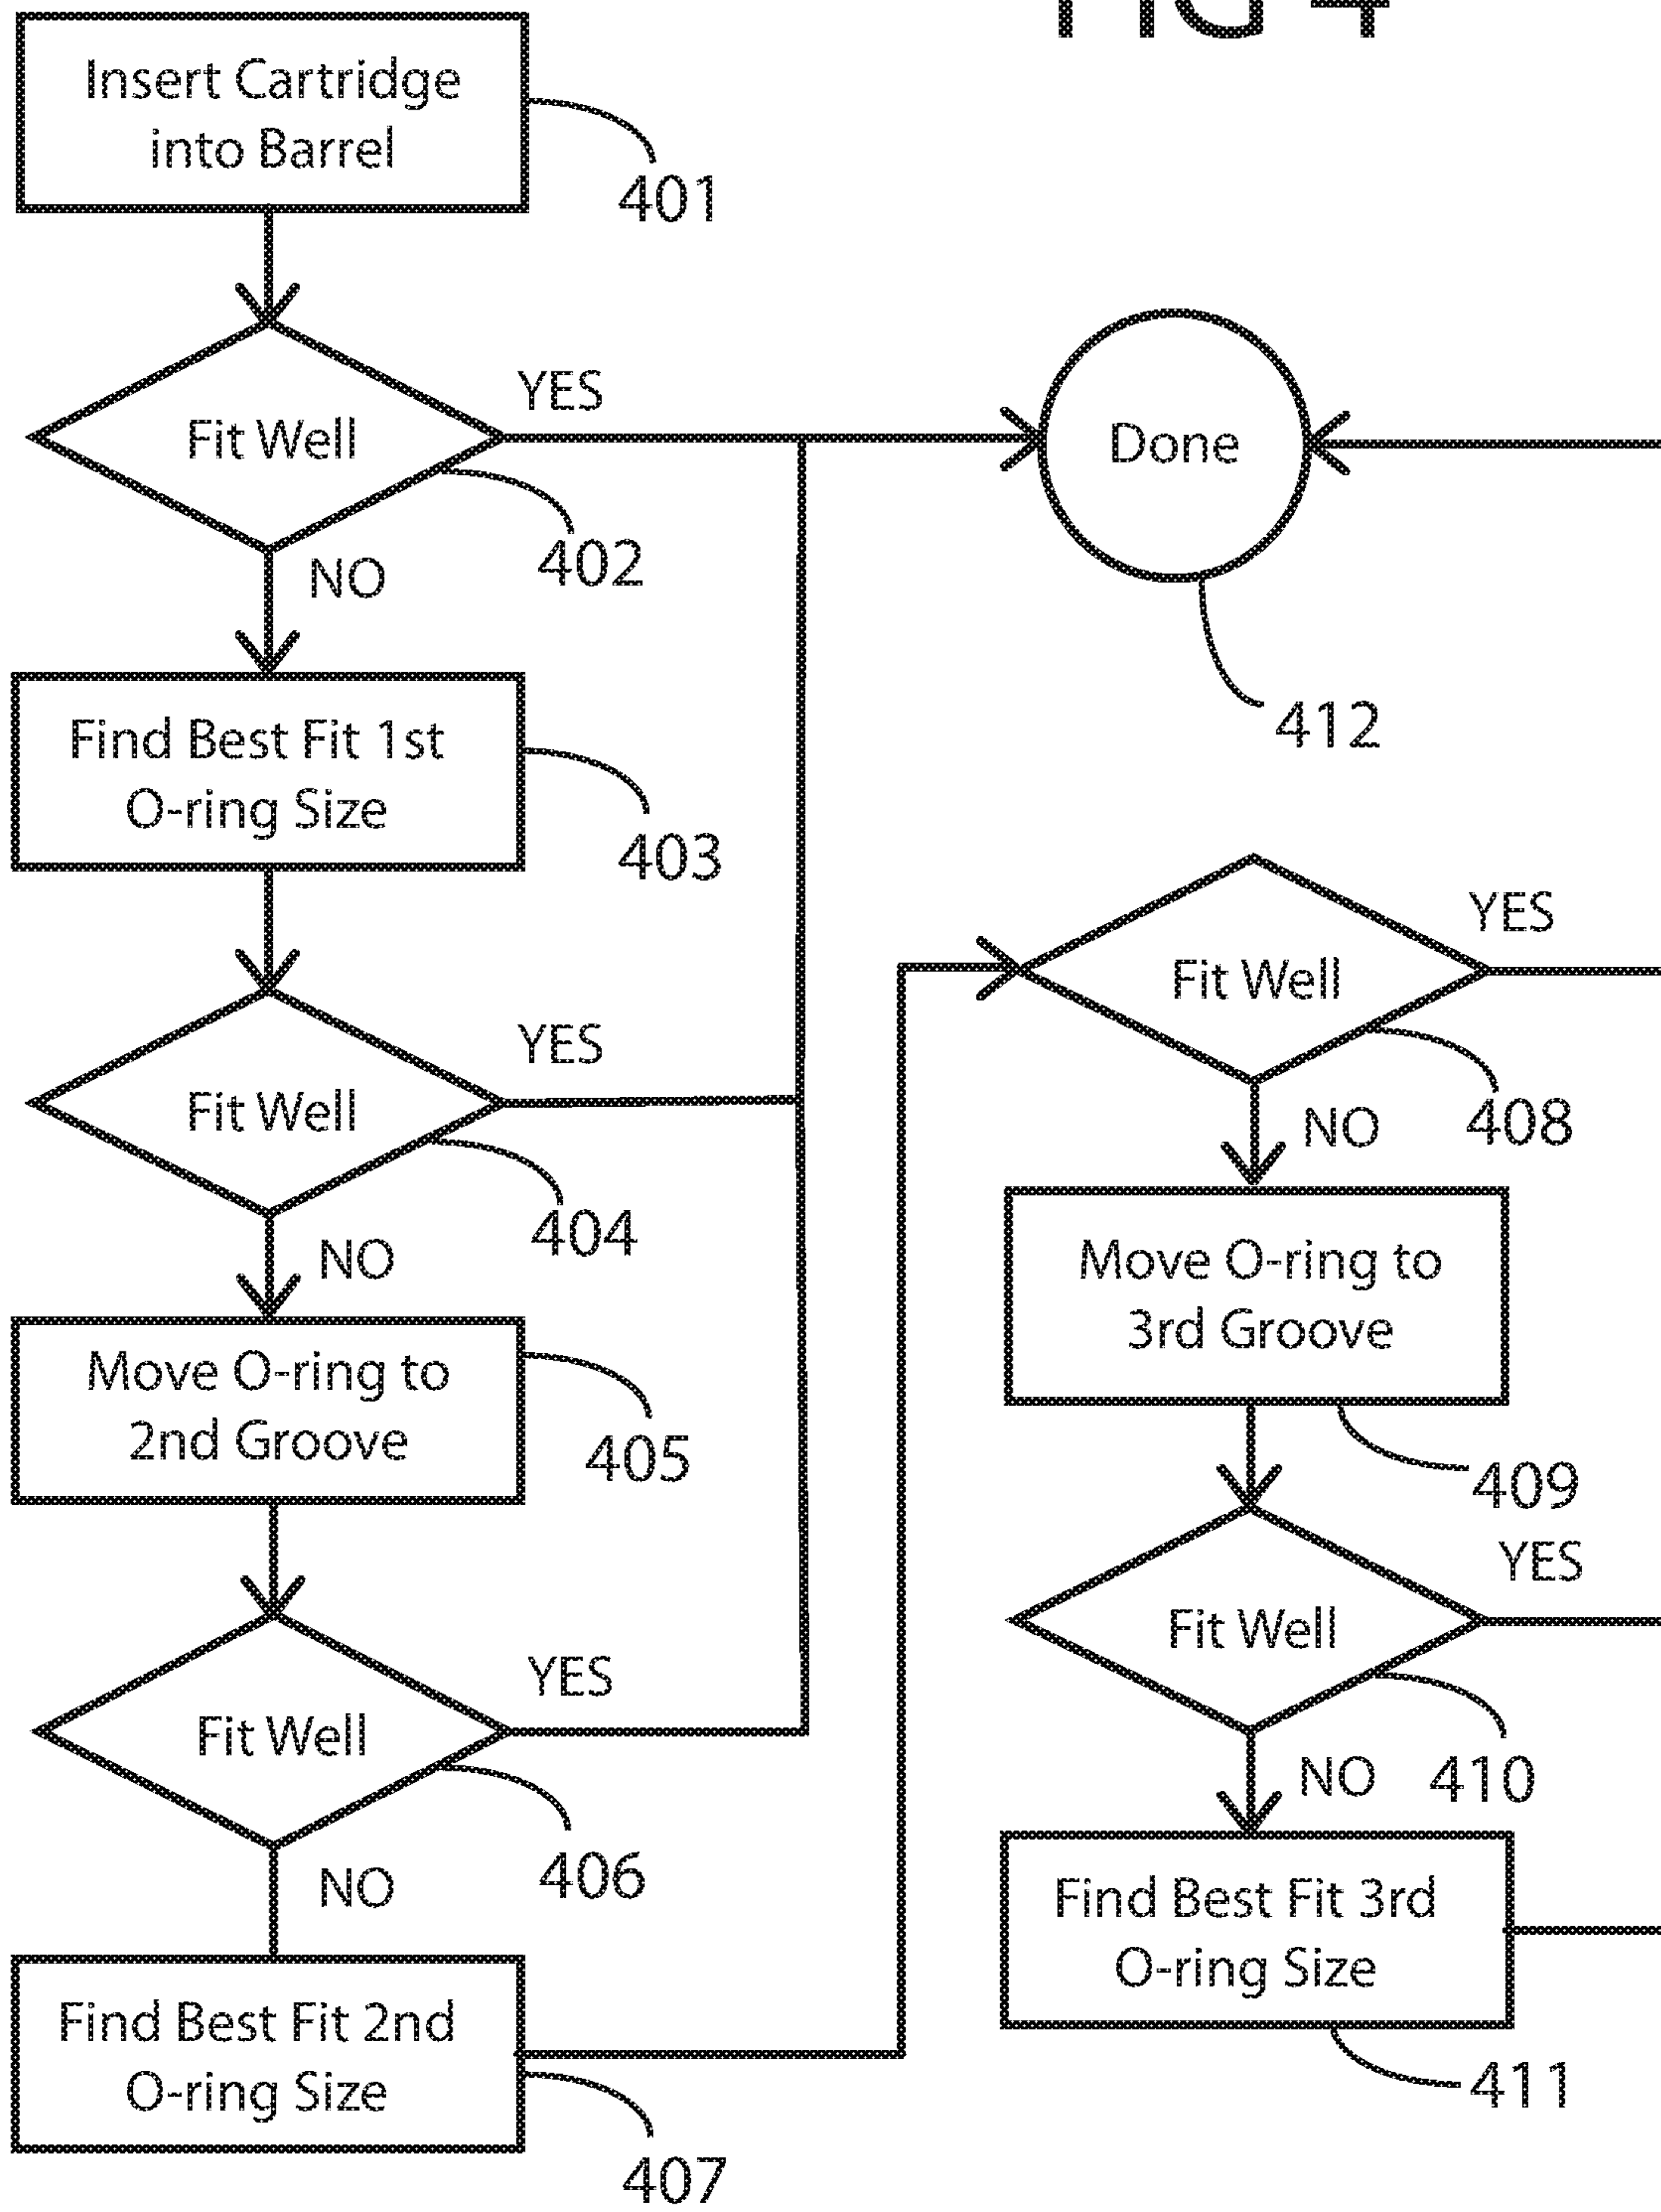 FIG 4
Insert Cartridge
into Barrel
401
Fit Well
YES
402
NO
Find Best Fit 1st
O-ring Size
403
Fit Well
YES
404
NO
Move O-ring to
2nd Groove
405
Fit Well
YES
406
NO
Find Best Fit 2nd
O-ring Size
407
Done
412
Fit Well
YES
408
NO
Move O-ring to
3rd Groove
409
Fit Well
YES
410
NO
Find Best Fit 3rd
O-ring Size
411